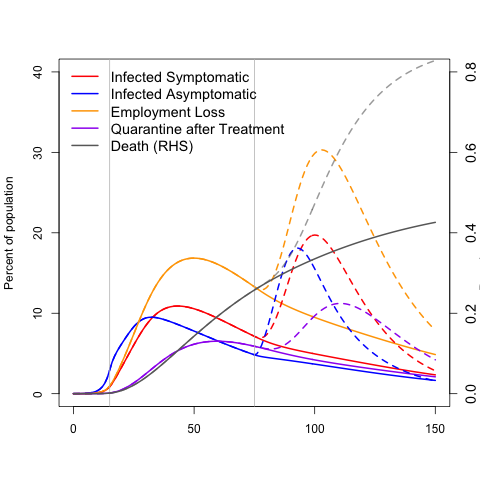 Infected Symptomatic
Infected Asymptomatic
Employment Loss
Quarantine after Treatment
Death (RHS)
Percent of population
0
10
20
30
40
0.0
0.2
0.4
0.6
0.8
0
50
100
150